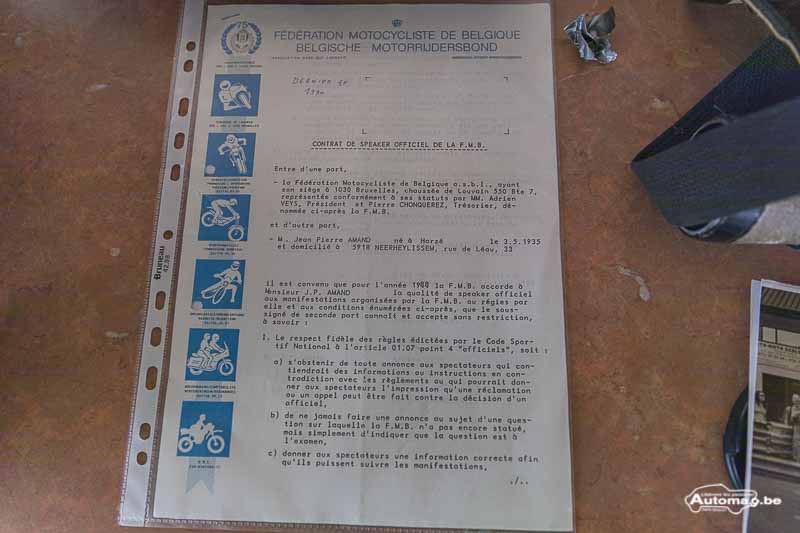 75
FÉDÉRATION MOTOCYCLISTE DE BELGIQUE
BELGISCHE MOTORRIJDERSBOND
DERNIER EN
1990
CONTRAT DE SPEAKER OFFICIEL DE LA F.M.B.
Entre d'une part,
- la Fédération Motocycliste de Belgique a.s.b.l., ayant
son siège à 1030 Bruxelles, chaussée de Louvain 550 Bte 7,
représentée conformément à ses statuts par MM. Adrien
VEYS, Président et Pierre CHONQUEREZ, Trésorier, dé-
nommée ci-après la F.M.B.
et d'autre part,
- M. Jean Pierre AMAND né à Harzé le 3.5.1935
et domicilié à 5918 NEERHEYLISSEM, rue de Léau, 33
il est convenu que pour l'année la F.M.B. accorde à
Monsieur J.P. AMAND la qualité de speaker officiel
aux manifestations organisées par la F.M.B. ou régies par
elle et aux conditions énumérées ci-après, que le sous-
signé de seconde part connaît et accepte sans restriction,
à savoir :
1. Le respect fidèle des règles édictées par le Code Spor-
tif National à l'article 01.07 point 4 "officiels", soit :
a) s'obstenir de toute annonce aux spectateurs qui con-
tiendrait des informations ou instructions en con-
tradiction avec les règlements ou qui pourrait don-
ner aux spectateurs l'impression qu'une réclamation
ou un appel peut être fait contre la décision d'un
officiel,
b) de ne jamais faire une annonce au sujet d'une ques-
tion sur laquelle la F.M.B. n'a pas encore statué,
mais simplement d'indiquer que la question est à
l'examen,
c) donner aux spectateurs une information correcte afin
qu'ils puissent suivre les manifestations,
./..
Bruneau
Automag.be